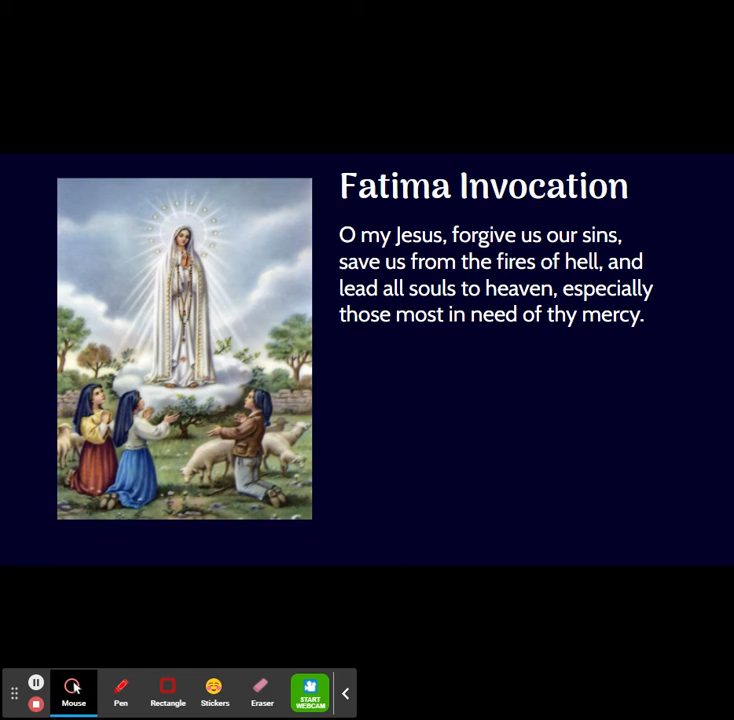 Fatima Invocation
O my Jesus, forgive us our sins,
save us from the fires of hell, and
lead all souls to heaven, especially
those most in need of thy mercy.
Mouse
Pen
Rectangle
Stickers
Eraser
START
WEBCAM